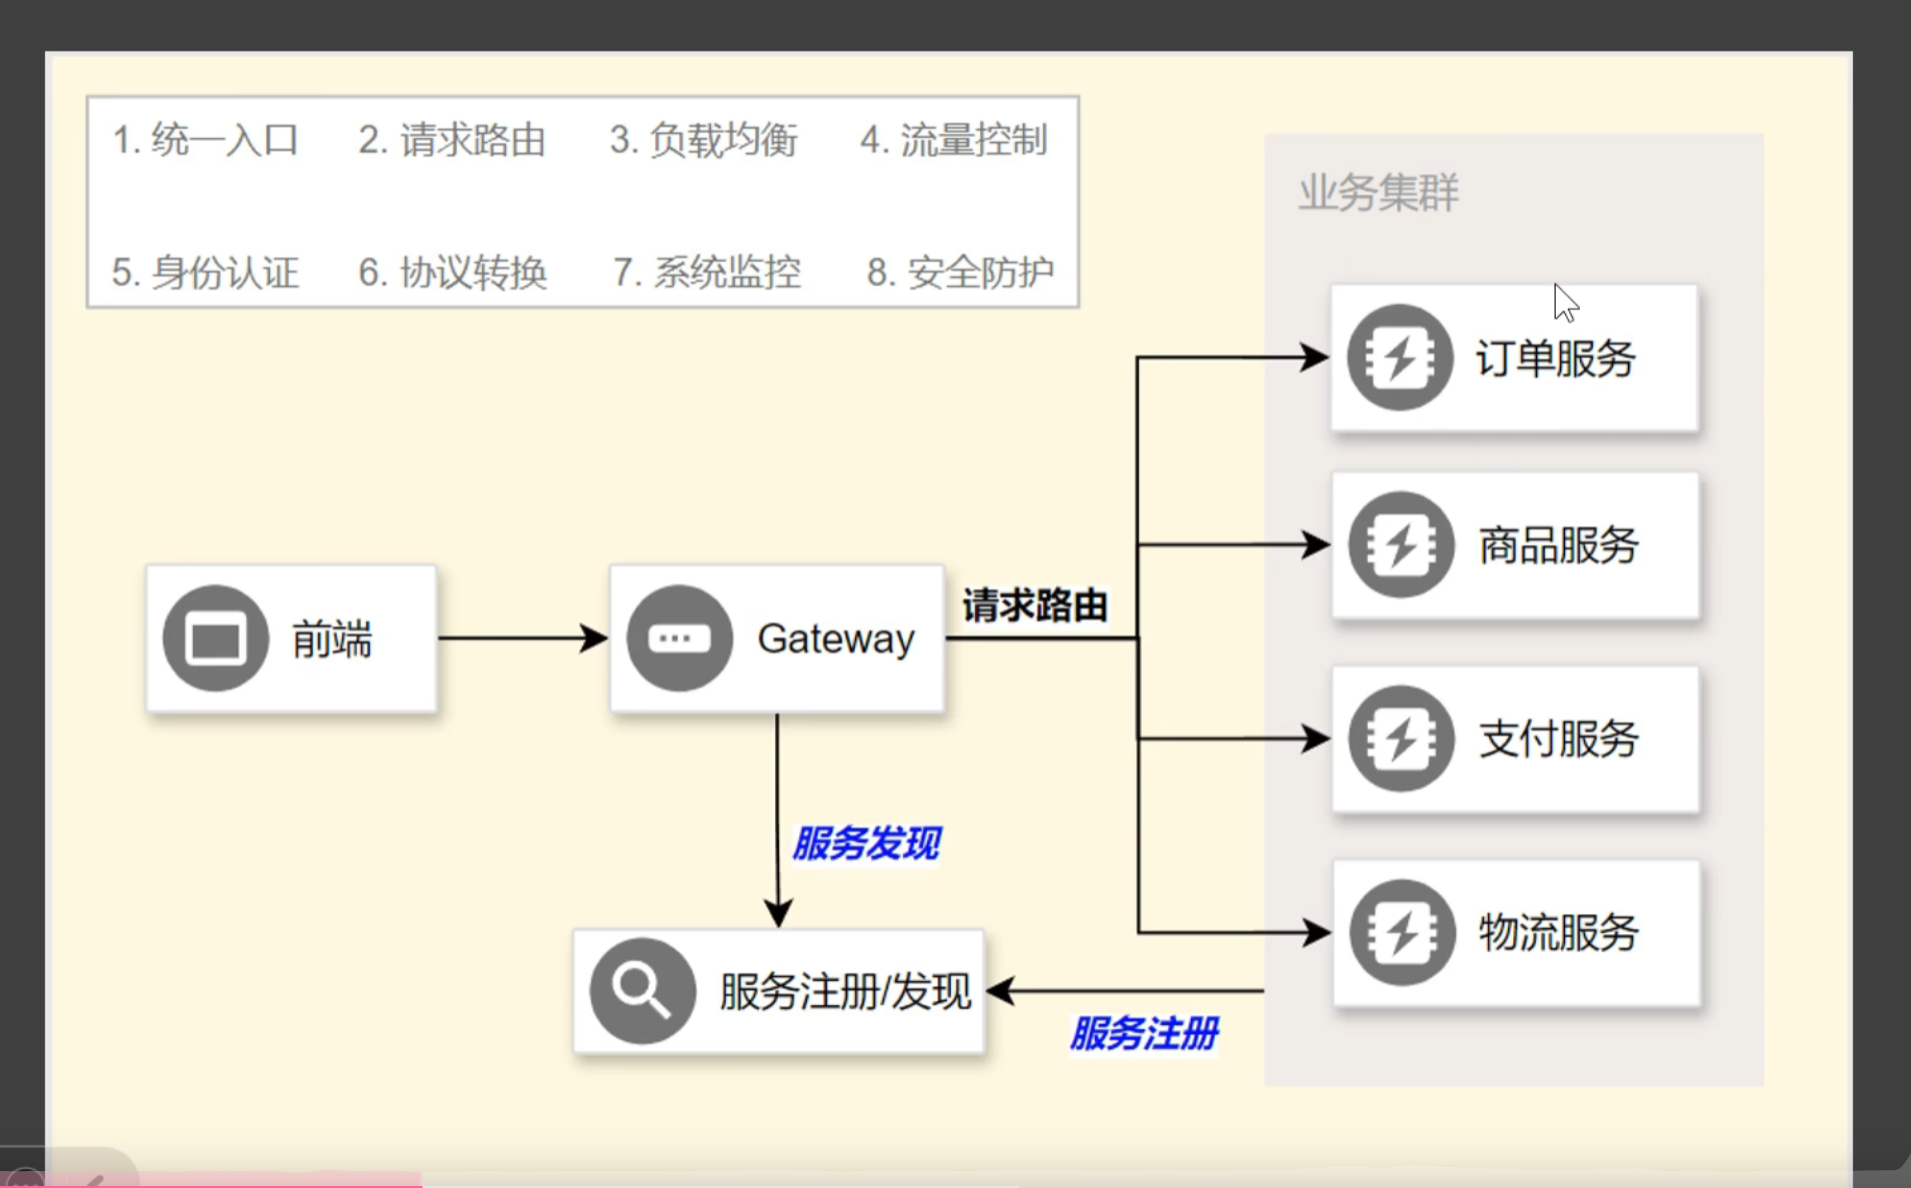 1. 统一入口 2. 请求路由 3. 负载均衡 4. 流量控制
5. 身份认证 6. 协议转换 7. 系统监控 8. 安全防护
业务集群
订单服务
商品服务
请求路由
前端
Gateway
支付服务
服务发现
物流服务
服务注册/发现
服务注册